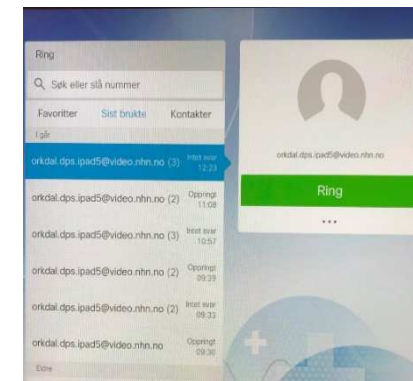 Ring
Søk eller slå nummer
Favoritter Sist brukte Kontakter
I går
orkdal.dps.ipad5@video.nhn.no (3) Intet svar
12:23
orkdal.dps.ipad5@video.nhn.no (2) Oppringt
11:08
orkdal.dps.ipad5@video.nhn.no (3) Intet svar
10:57
orkdal.dps.ipad5@video.nhn.no (2) Oppringt
09:39
orkdal.dps.ipad5@video.nhn.no (2) Intet svar
09:33
orkdal.dps.ipad5@video.nhn.no Oppringt
09:30
Eldre
orkdal.dps.ipad5@video.nhn.no
Ring
...